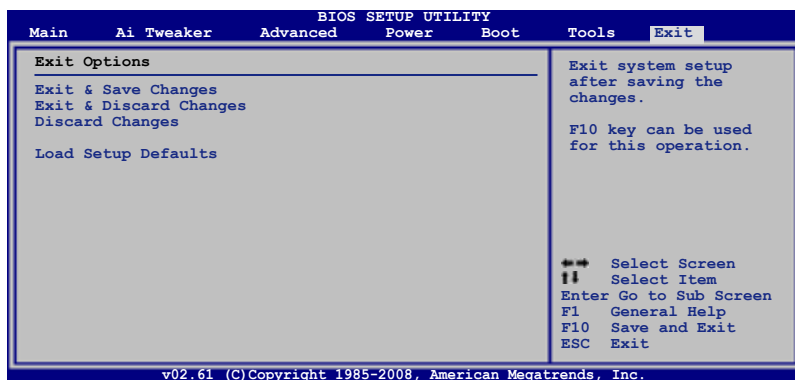 BIOS SETUP UTILITY
Main Ai Tweaker Advanced Power Boot Tools Exit
Exit Options
Exit & Save Changes
Exit & Discard Changes
Discard Changes
Load Setup Defaults
Exit system setup
after saving the
changes.
F10 key can be used
for this operation.
←→ Select Screen
↑↓ Select Item
Enter Go to Sub Screen
F1 General Help
F10 Save and Exit
ESC Exit
v02.61 (C)Copyright 1985-2008, American Megatrends, Inc.